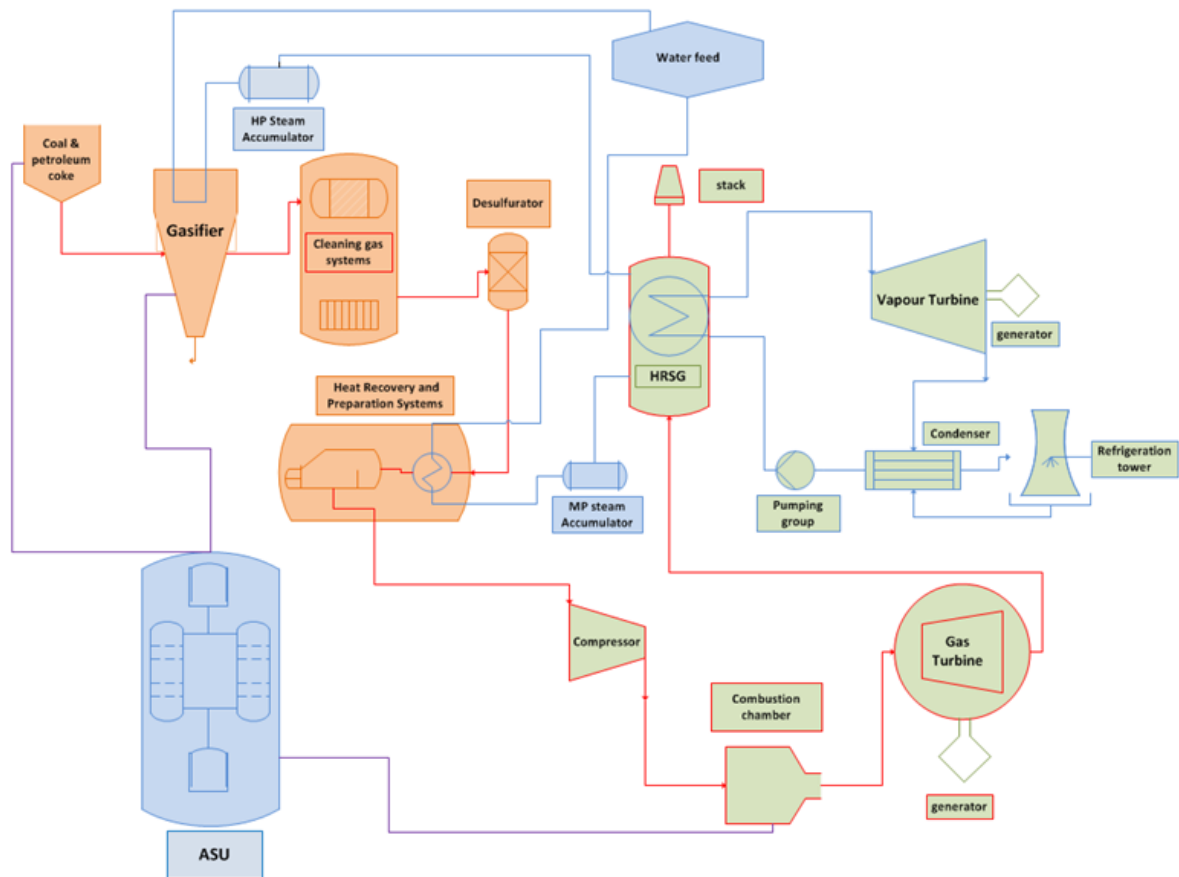 Water feed
HP Steam
Accumulator
Coal &
petroleum
coke
Gasifier
Cleaning gas
systems
Desulfurator
stack
Vapour Turbine
generator
HRSG
Heat Recovery and
Preparation Systems
Condenser
Refrigeration
tower
MP steam
Accumulator
Pumping
group
Compressor
Gas
Turbine
Combustion
chamber
generator
ASU